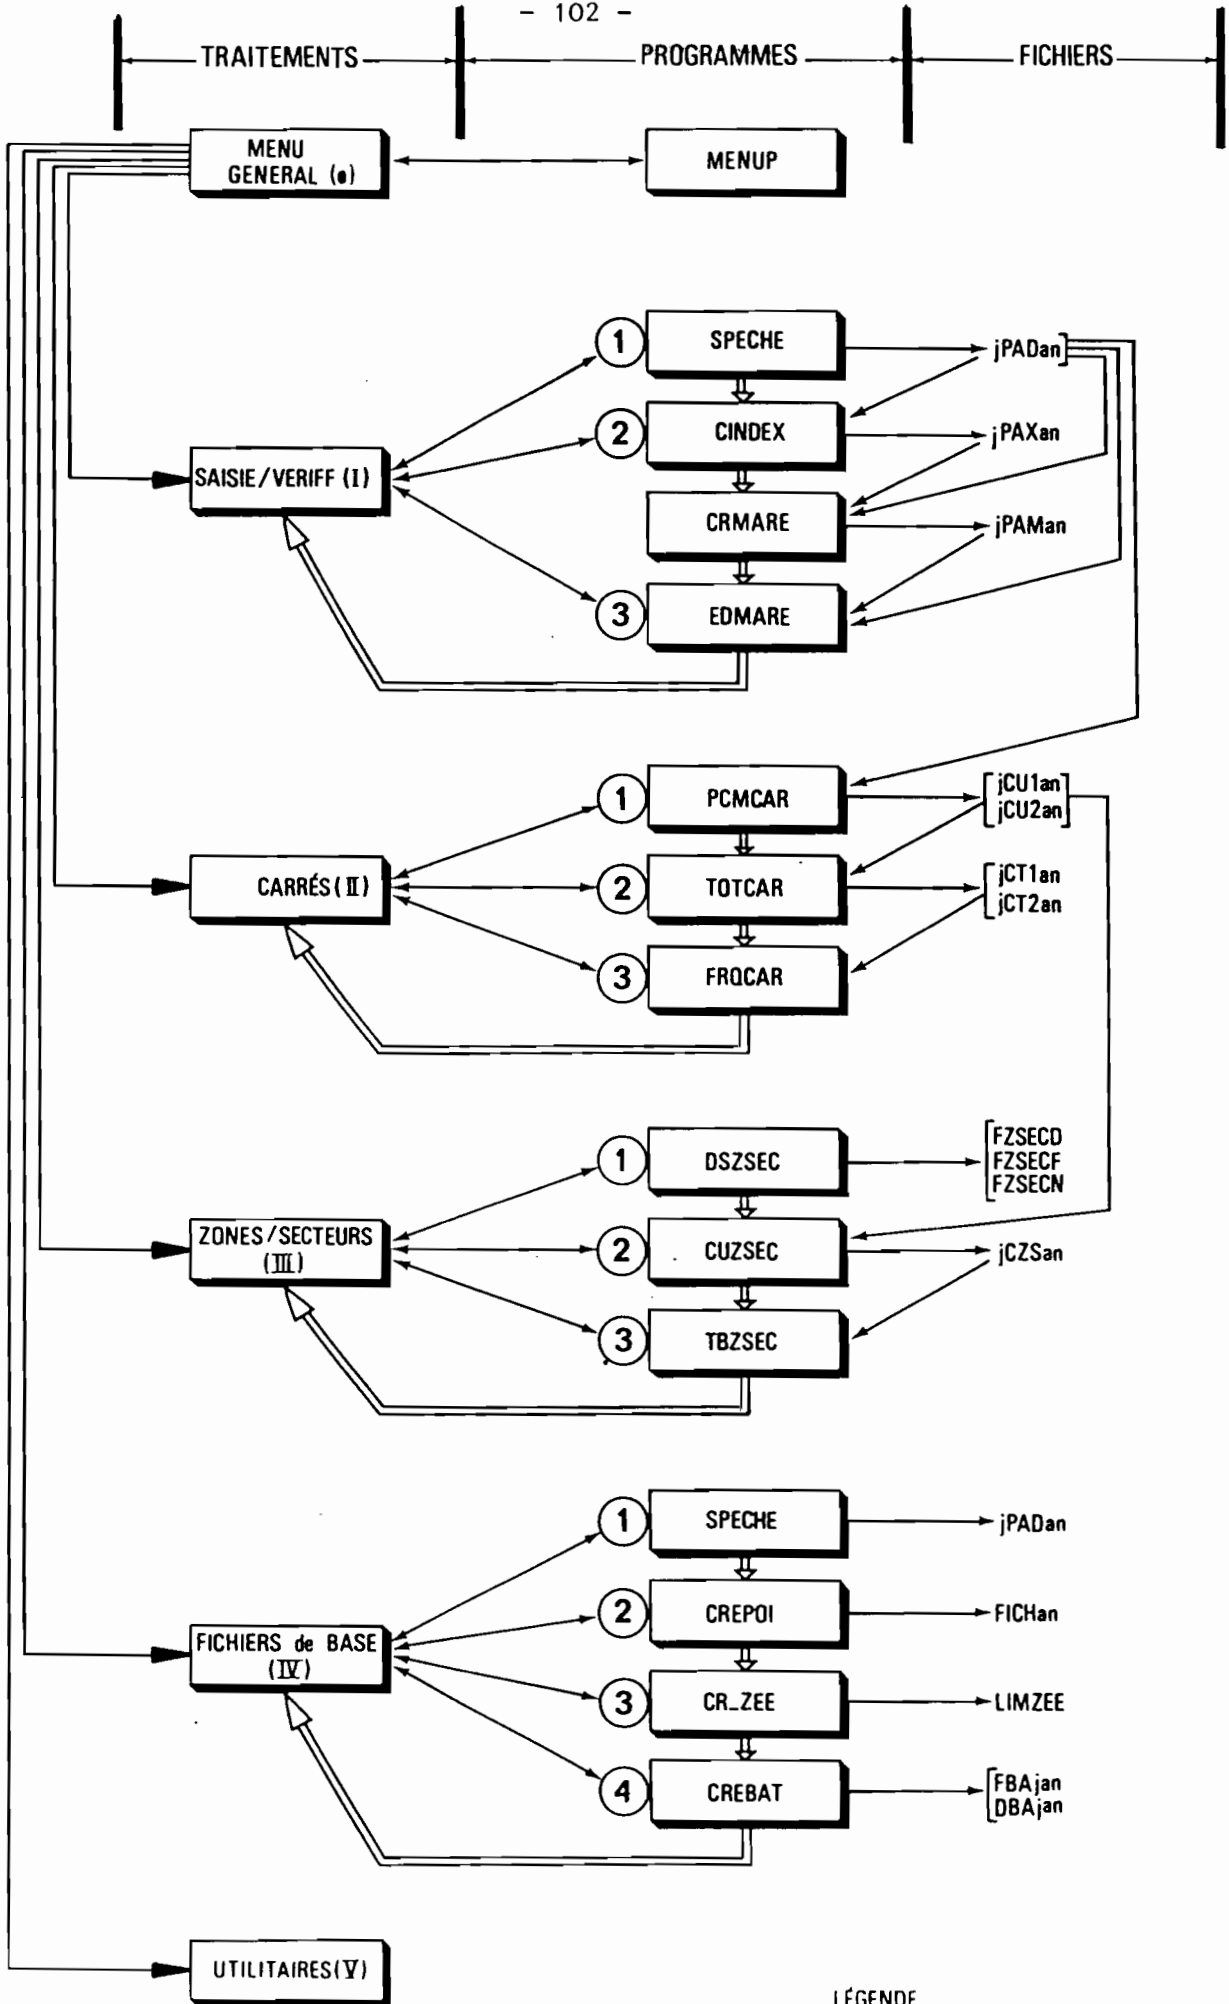 - 102 -
TRAITEMENTS
PROGRAMMES
FICHIERS
MENU
GENERAL (●)
MENUP
1
SPECHE
jPADan
2
CINDEX
jPAXan
SAISIE/VERIFF (I)
CRMARE
jPAMan
3
EDMARE
1
PCMCAR
jCU1an
jCU2an
CARRÉS (II)
2
TOTCAR
jCT1an
jCT2an
3
FRQCAR
1
DSZSEC
FZSECD
FZSECF
FZSECN
ZONES/SECTEURS
(III)
2
CUZSEC
jCZSan
3
TBZSEC
1
SPECHE
jPADan
2
CREPOI
FICHan
FICHIERS de BASE
(IV)
3
CR_ZEE
LIMZEE
4
CREBAT
FBAjan
DBAjan
UTILITAIRES (V)
LÉGENDE